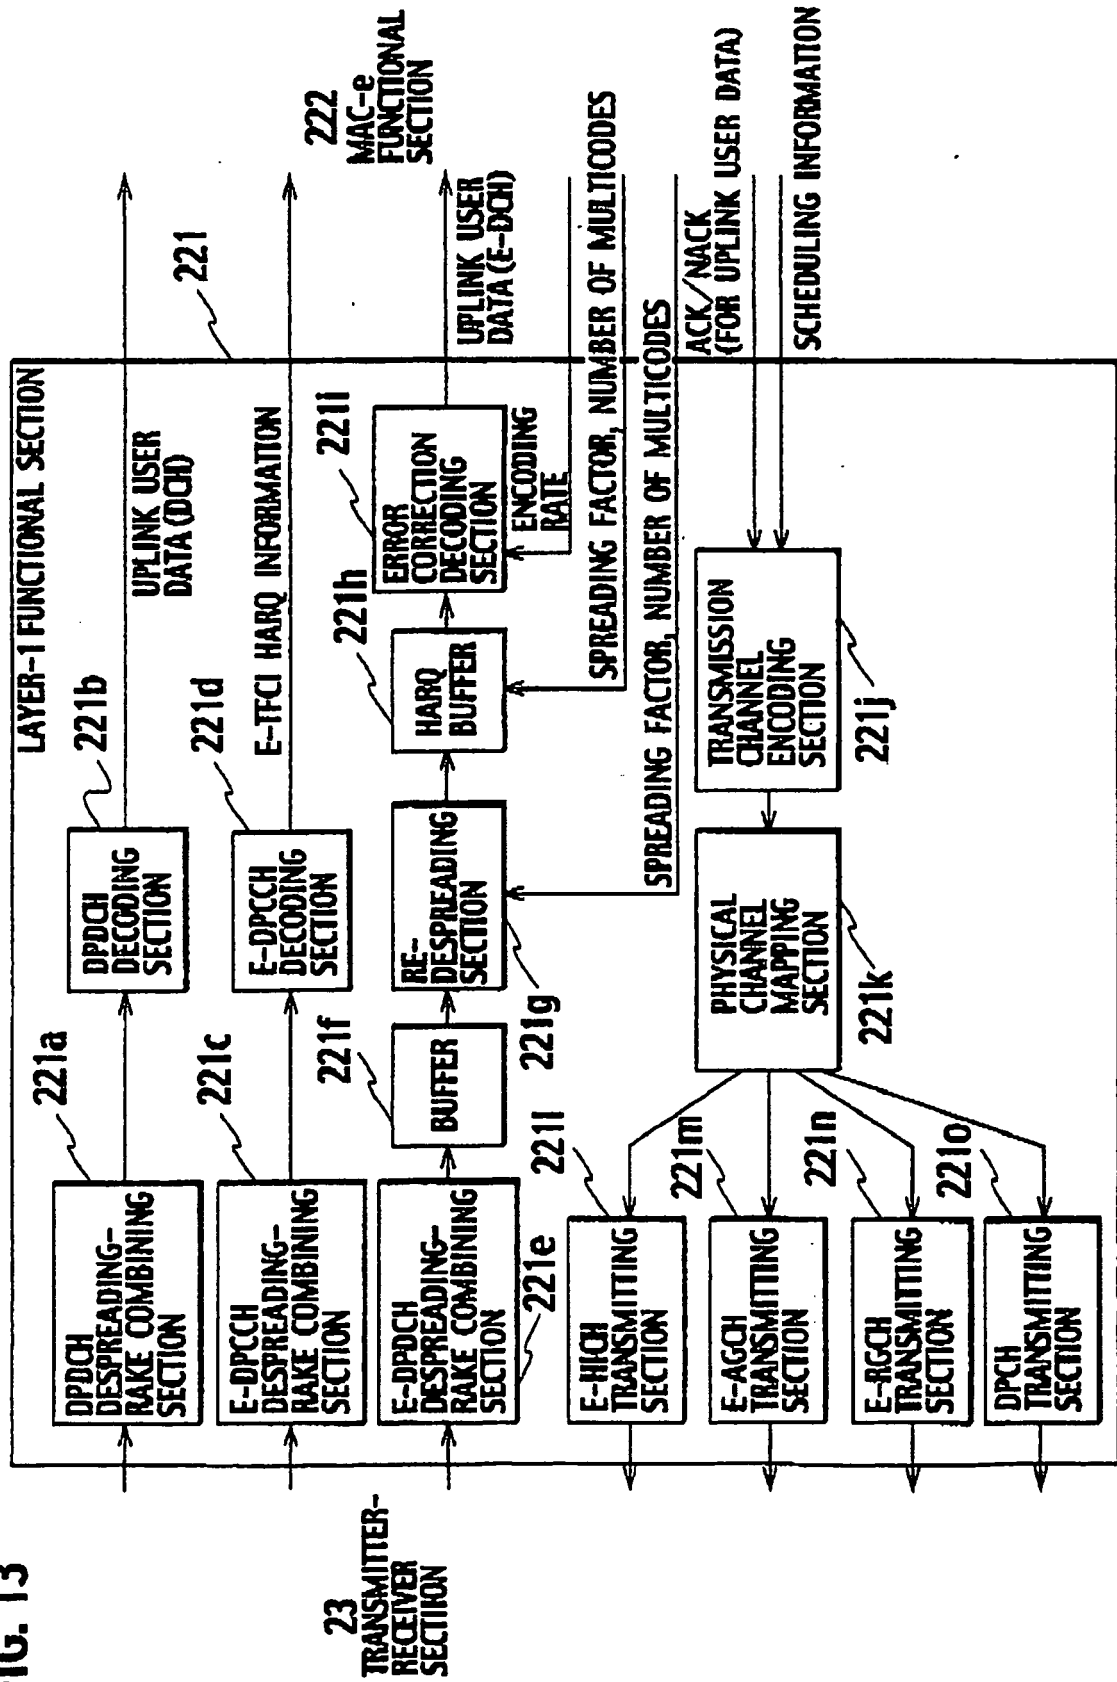 FIG. 13
LAYER-1 FUNCTIONAL SECTION
221
222
MAC-e
FUNCTIONAL
SECTION
23
TRANSMITTER-
RECEIVER
SECTION
DPDCH
DESPREADING-
RAKE COMBINING
SECTION
221a
DPDCH
DECODING
SECTION
221b
UPLINK USER
DATA(DCH)
E-DPCCH
DESPREADING-
RAKE COMBINING
SECTION
221c
E-DPCCH
DECODING
SECTION
221d
E-TFCI HARQ INFORMATION
E-DPDCH
DESPREADING-
RAKE COMBINING
SECTION
221e
BUFFER
221f
RE-
DESPREADING
SECTION
221g
HARQ
BUFFER
221h
ERROR
CORRECTION
DECODING
SECTION
221i
UPLINK USER
DATA(E-DCH)
ENCODING
RATE
SPREADING FACTOR, NUMBER OF MULTICODES
SPREADING FACTOR, NUMBER OF MULTICODES
ACK/NACK
(FOR UPLINK USER DATA)
SCHEDULING INFORMATION
E-HICH
TRANSMITTING
SECTION
221l
E-AGCH
TRANSMITTING
SECTION
221m
E-RGCH
TRANSMITTING
SECTION
221n
DPCH
TRANSMITTING
SECTION
221o
PHYSICAL
CHANNEL
MAPPING
SECTION
221k
TRANSMISSION
CHANNEL
ENCODING
SECTION
221j